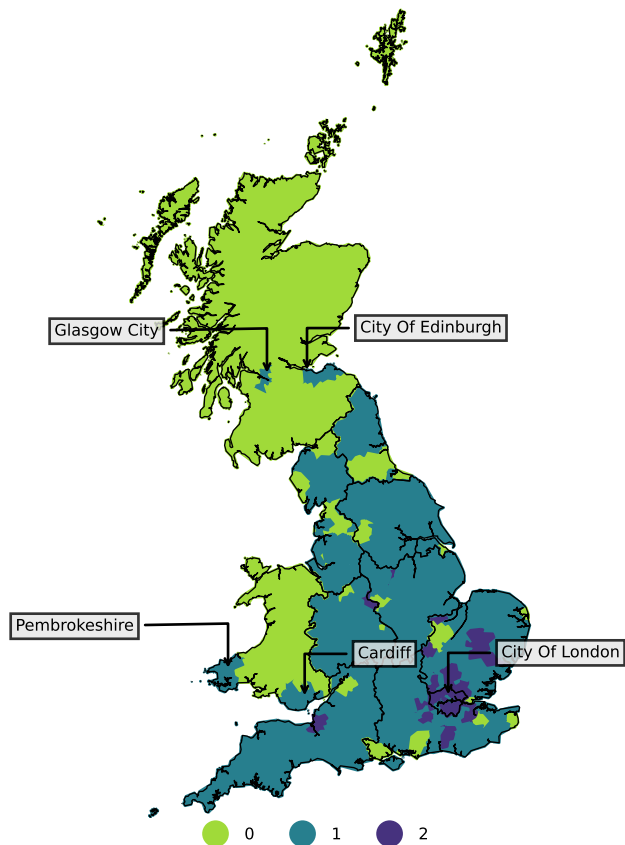 Glasgow City
City Of Edinburgh
Pembrokeshire
Cardiff
City Of London
0 1 2